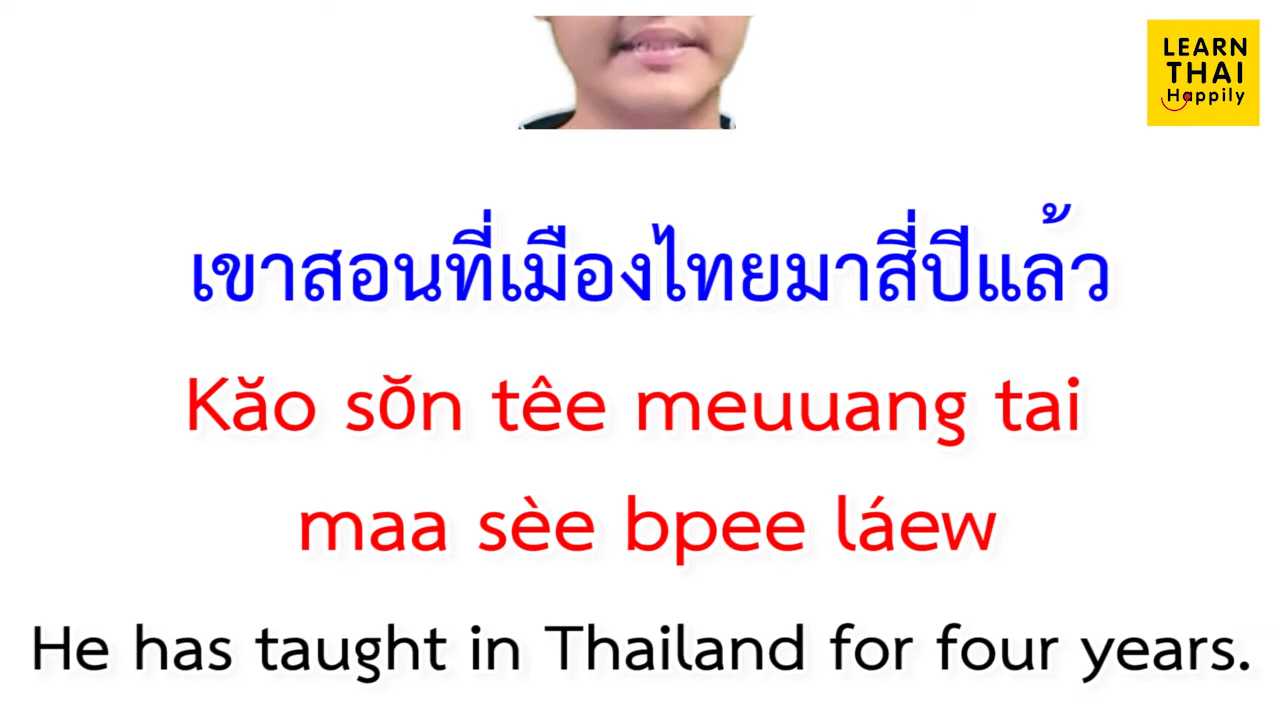 LEARN
THAI
Happily
เขาสอนที่เมืองไทยมาสี่ปีแล้ว
Kăo sŏn têe meuuang tai
maa sèe bpee láew
He has taught in Thailand for four years.